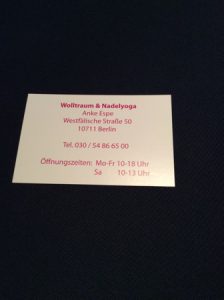 Wolltraum & Nadelyoga
Anke Espe
Westfälische Straße 50
10711 Berlin
Tel. 030 / 54 86 65 00
Öffnungszeiten: Mo-Fr 10-18 Uhr
Sa 10-13 Uhr